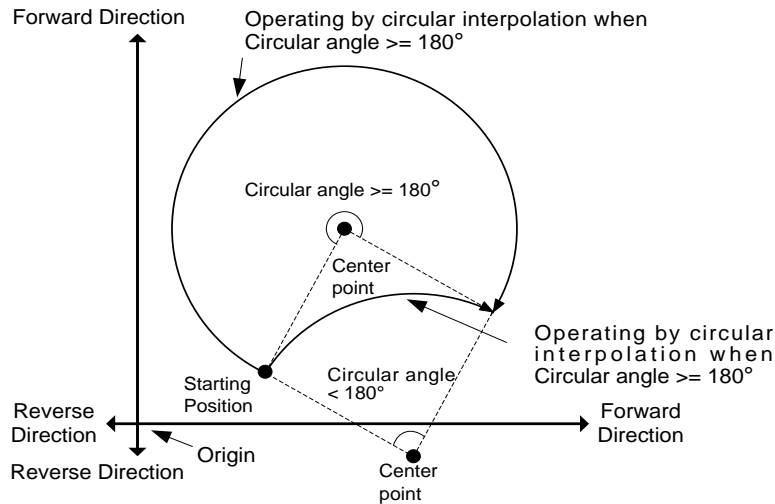 Forward Direction
Operating by circular interpolation when
Circular angle >= 180°
Circular angle >= 180°
Center
point
Operating by circular
interpolation when
Circular angle >= 180°
Starting
Position
Circular angle
< 180°
Reverse
Direction
Forward
Direction
Reverse Direction
Origin
Center
point